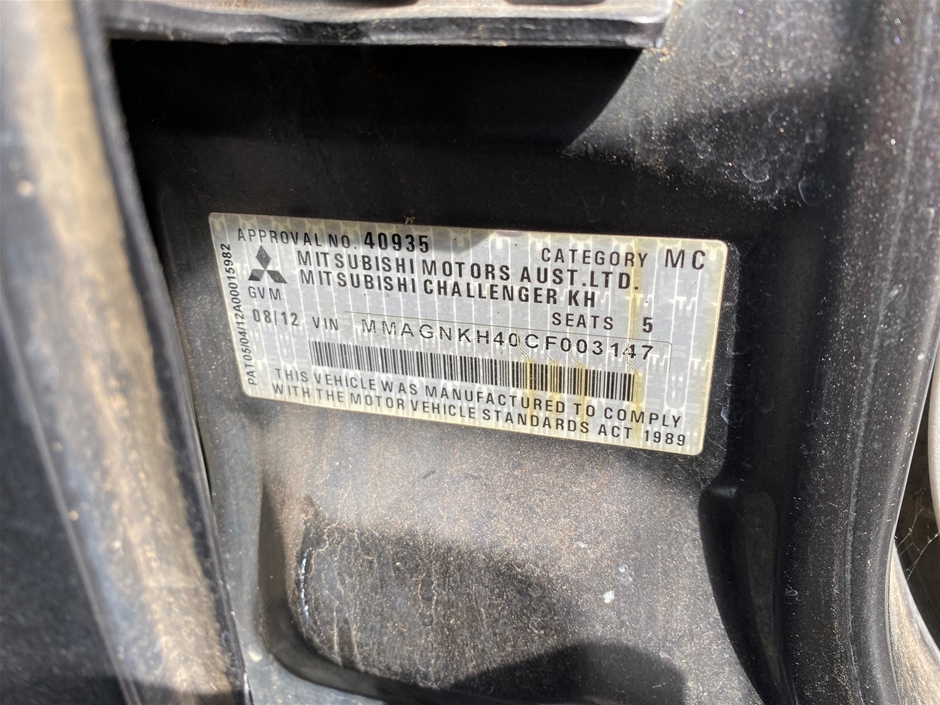 APPROVAL NO. 40935 CATEGORY MC
MITSUBISHI MOTORS AUST.LTD.
MITSUBISHI CHALLENGER KH
GVM SEATS 5
08/12 VIN MMAGNKH40CF003147
THIS VEHICLE WAS MANUFACTURED TO COMPLY
WITH THE MOTOR VEHICLE STANDARDS ACT 1989
PAT05/04/12A00015982